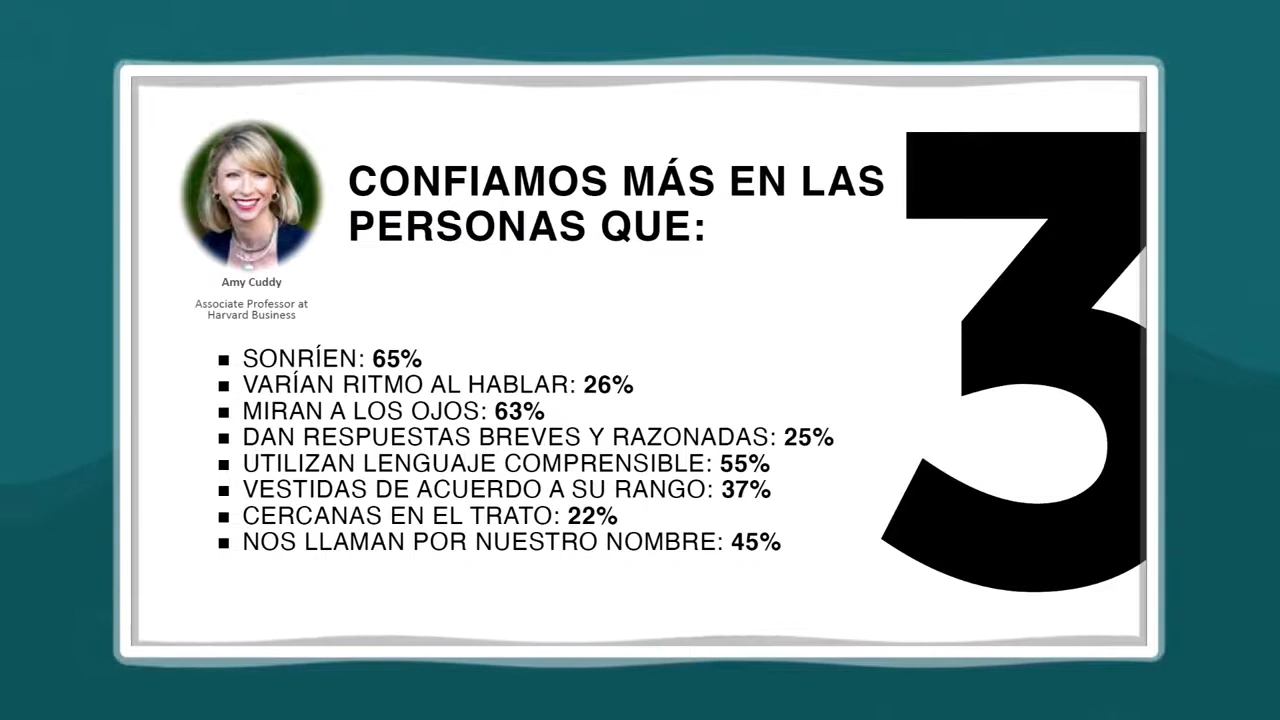 CONFIAMOS MÁS EN LAS
PERSONAS QUE:
3
Amy Cuddy
Associate Professor at
Harvard Business
▪ SONRÍEN: 65%
▪ VARÍAN RITMO AL HABLAR: 26%
▪ MIRAN A LOS OJOS: 63%
▪ DAN RESPUESTAS BREVES Y RAZONADAS: 25%
▪ UTILIZAN LENGUAJE COMPRENSIBLE: 55%
▪ VESTIDAS DE ACUERDO A SU RANGO: 37%
▪ CERCANAS EN EL TRATO: 22%
▪ NOS LLAMAN POR NUESTRO NOMBRE: 45%